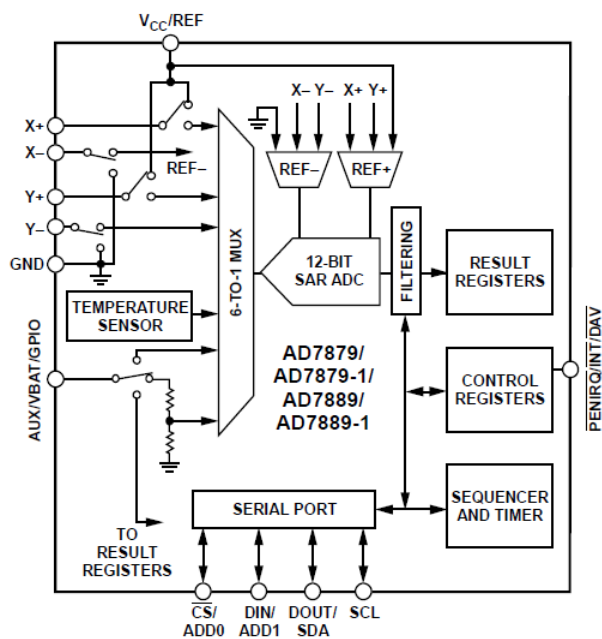 VCC/REF
X– Y– X+ Y+
X+
X–
REF–
REF– REF+
Y+
Y–
GND
6-TO-1 MUX
12-BIT
SAR ADC
FILTERING
RESULT
REGISTERS
TEMPERATURE
SENSOR
AD7879/
AD7879-1/
AD7889/
AD7889-1
AUX/VBAT/GPIO
CONTROL
REGISTERS
PENIRQ/INT/DAV
SERIAL PORT
SEQUENCER
AND TIMER
TO
RESULT
REGISTERS
CS/
ADD0
DIN/
ADD1
DOUT/
SDA
SCL